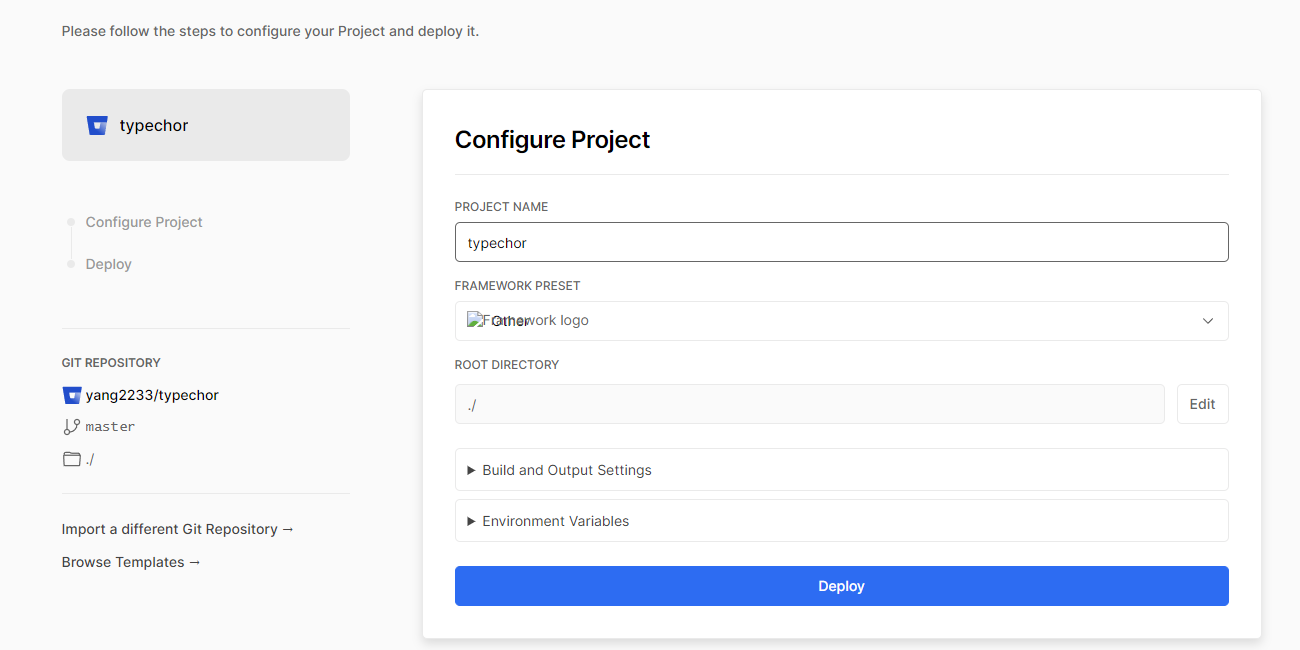 Please follow the steps to configure your Project and deploy it.
typechor
Configure Project
Deploy
GIT REPOSITORY
yang2233/typechor
master
./
Import a different Git Repository →
Browse Templates →
Configure Project
PROJECT NAME
typechor
FRAMEWORK PRESET
Framework logo
Other
ROOT DIRECTORY
./
Edit
Build and Output Settings
Environment Variables
Deploy